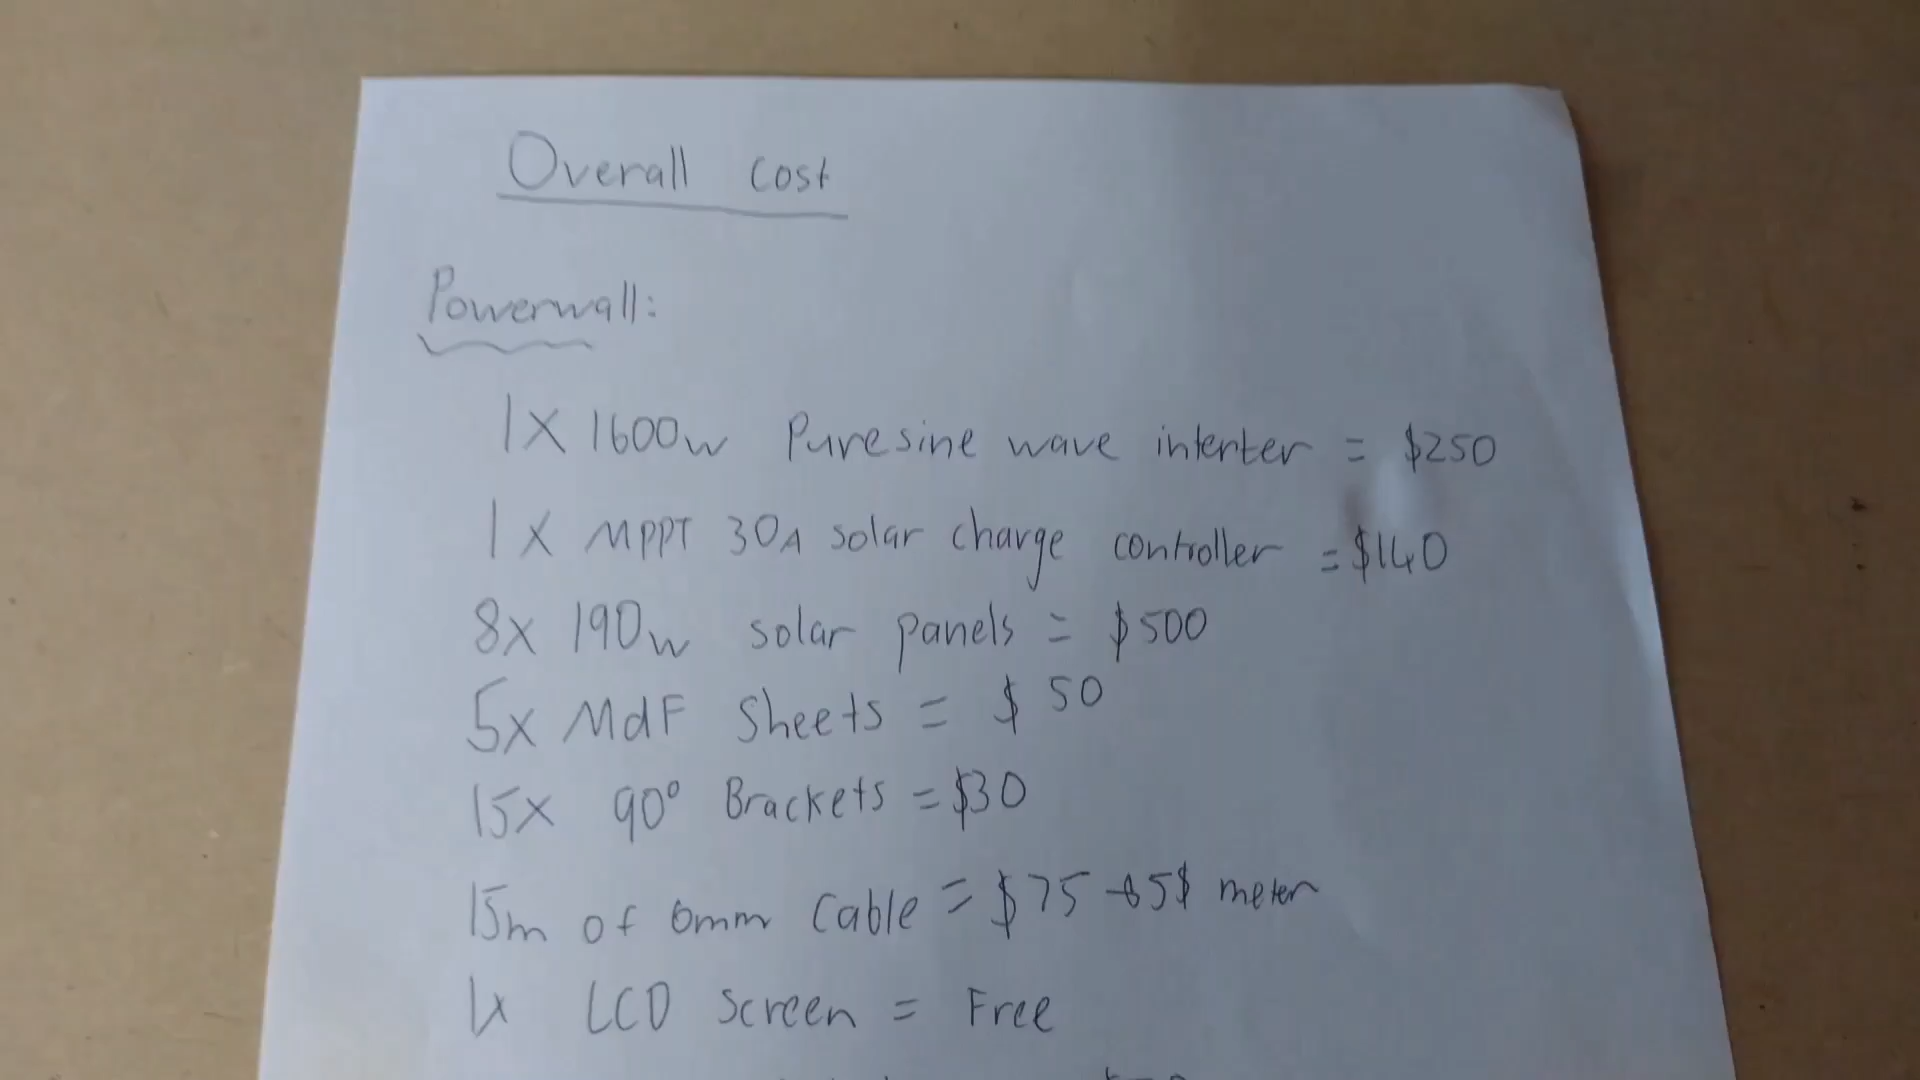 Overall cost
Powerwall:
1x 1600w Puresine wave interter = $250
1x MPPT 30A solar charge controller = $140
8x 190w solar panels = $500
5x MdF Sheets = $ 50
15x 90° Brackets = $30
15m of 6mm Cable = $75 5$ meter
1x LCD Screen = Free